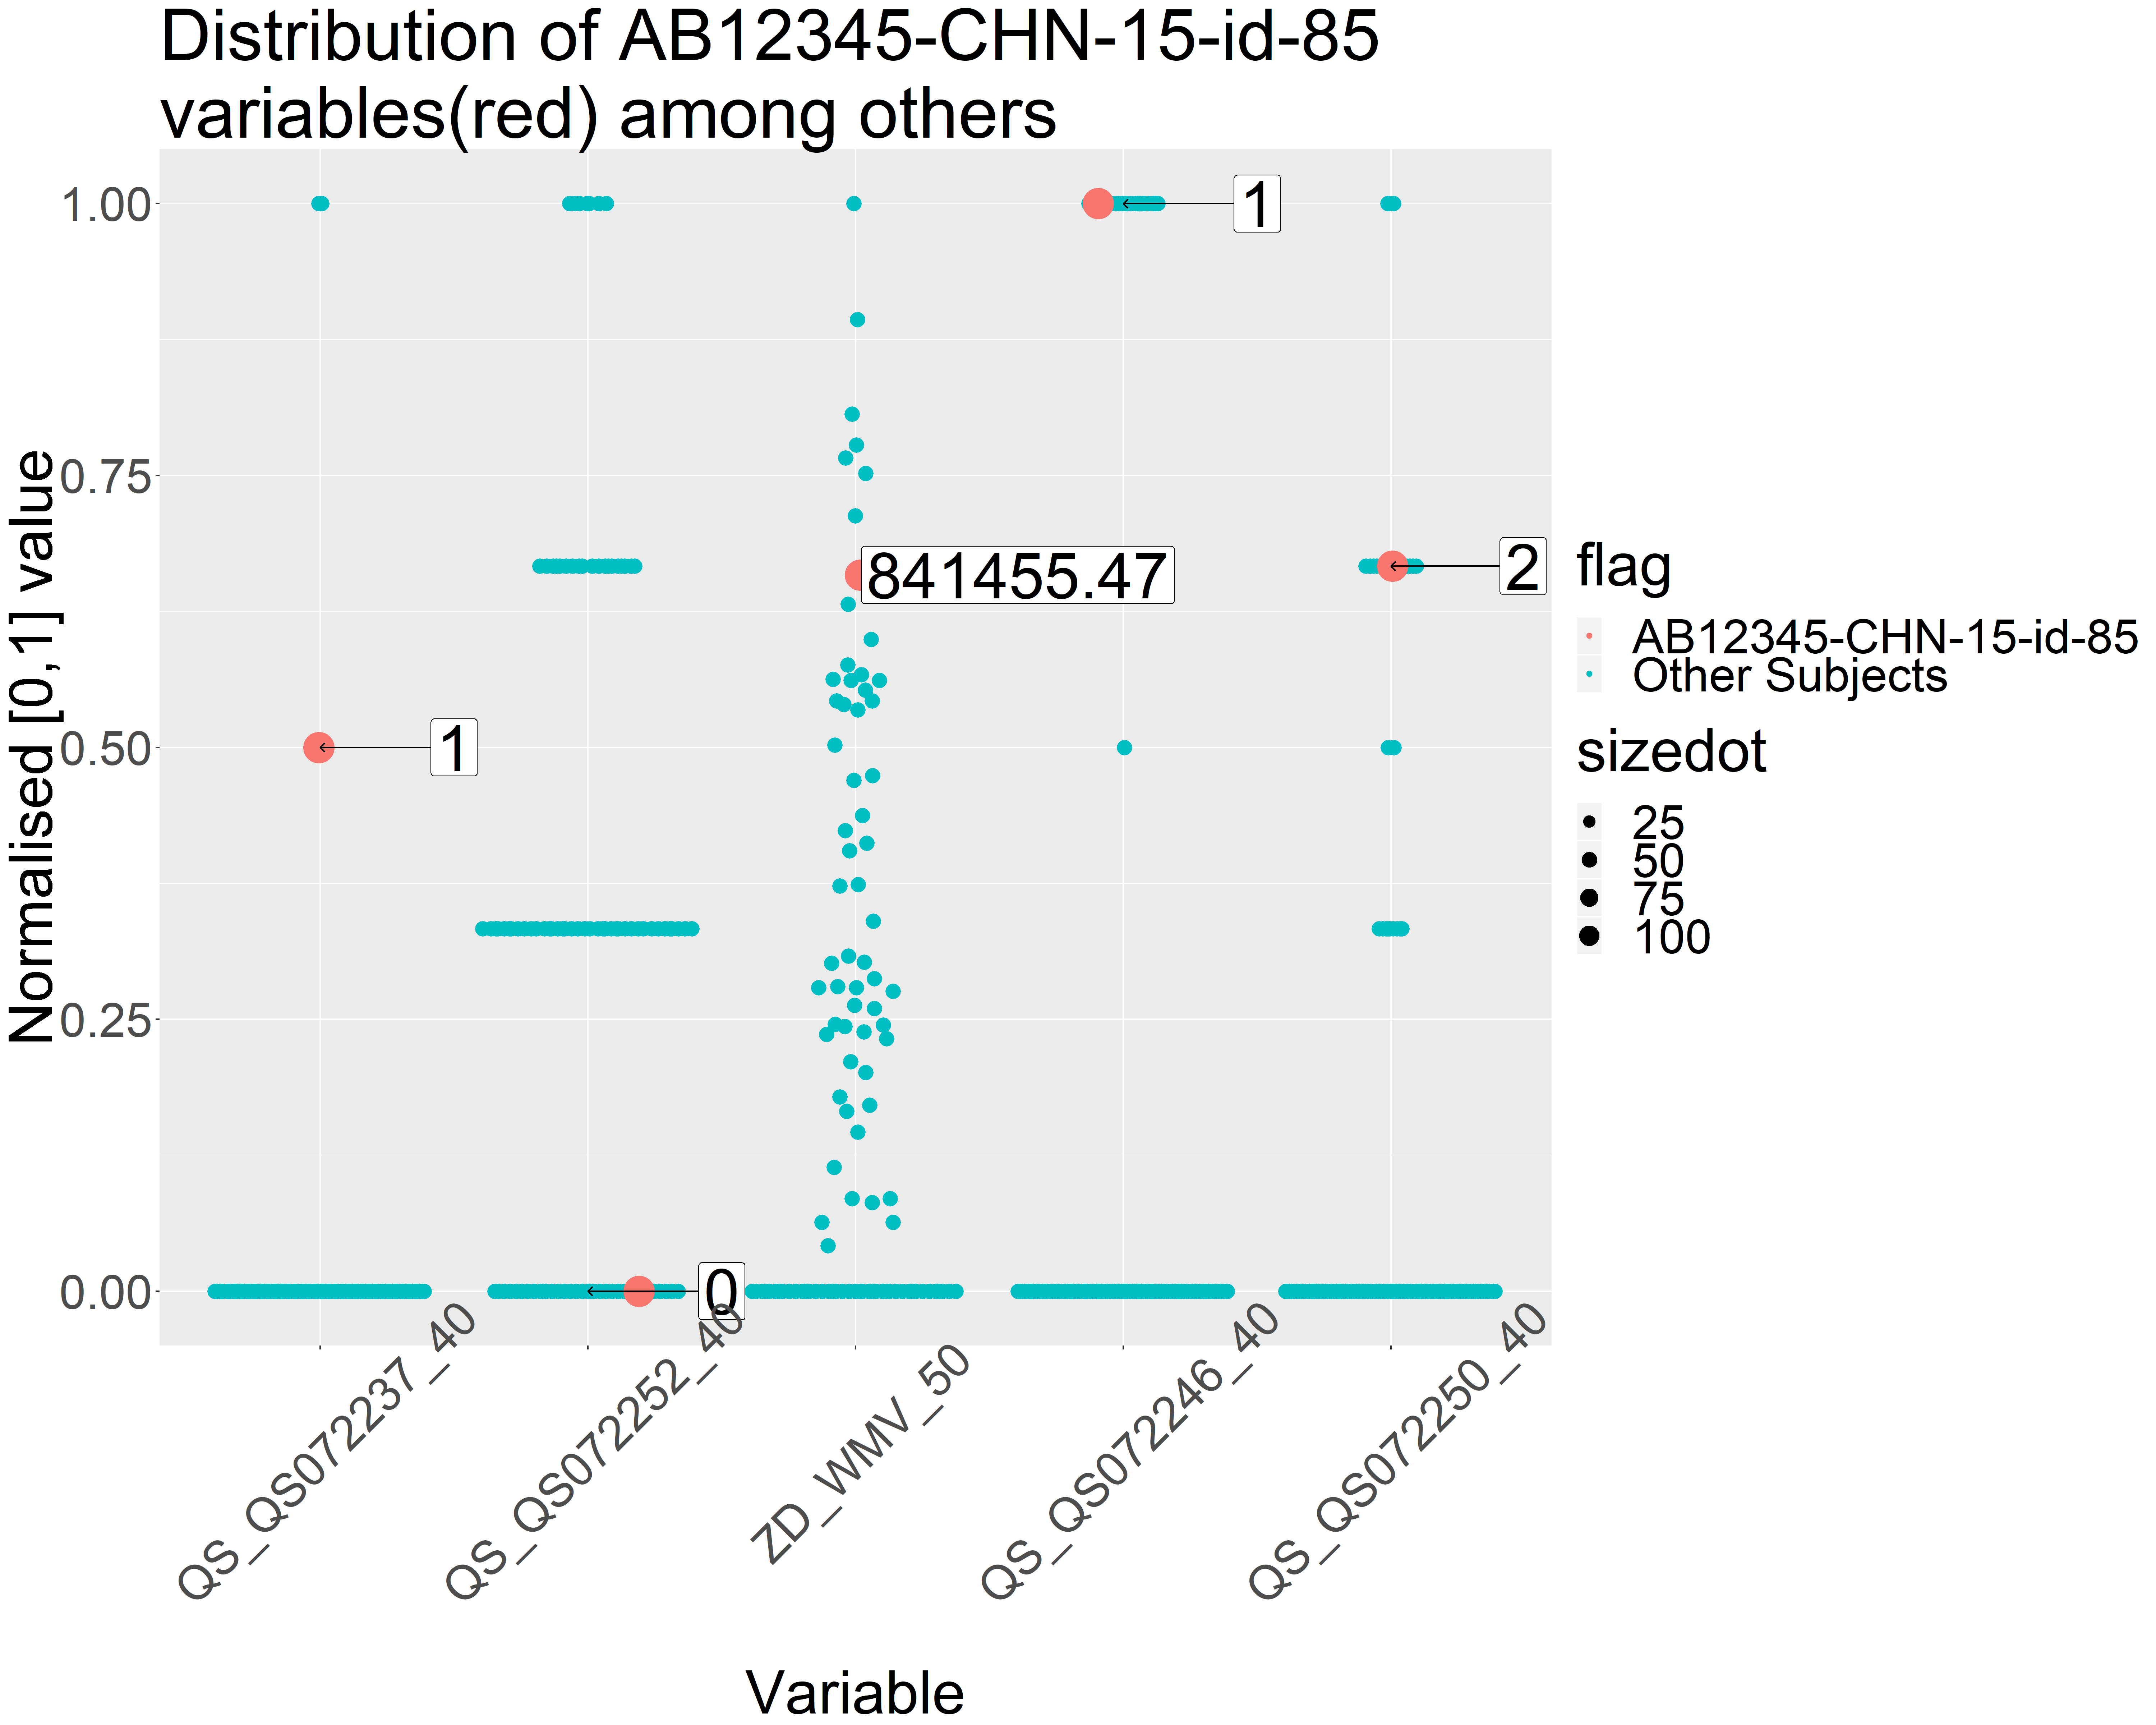 Distribution of AB12345-CHN-15-id-85
variables(red) among others
Normalised [0,1] value
1.00
0.75
0.50
0.25
0.00
1
841455.47
2
1
0
QS_QS072237_40
QS_QS072252_40
ZD_WMV_50
QS_QS072246_40
QS_QS072250_40
Variable
flag
AB12345-CHN-15-id-85
Other Subjects
sizedot
25
50
75
100